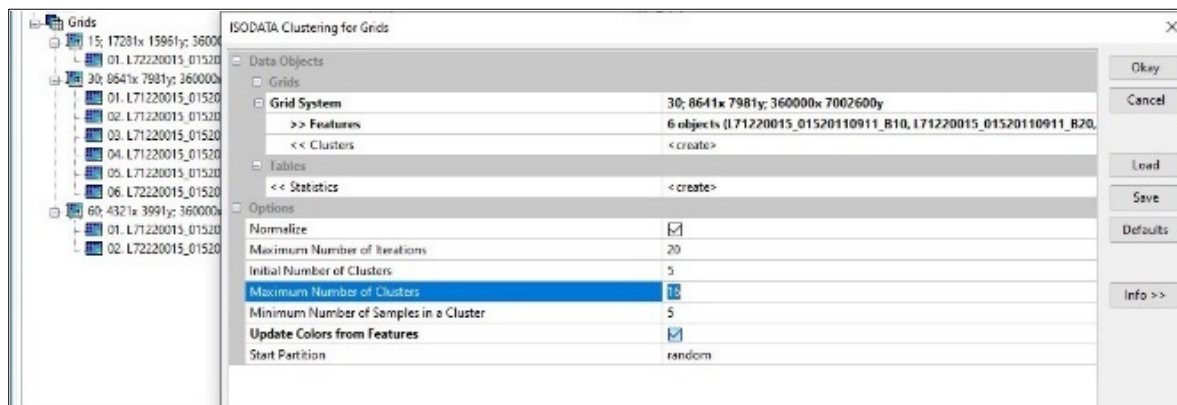 Grids
15; 17281x 15961y; 36000
01. L72220015_01520
30; 8641x 7981y; 360000x
01. L71220015_01520
02. L71220015_01520
03. L71220015_01520
04. L71220015_01520
05. L71220015_01520
06. L72220015_01520
60; 4321x 3991y; 360000x
01. L71220015_01520
02. L72220015_01520
ISODATA Clustering for Grids
Data Objects
Grids
Grid System 30; 8641x 7981y; 360000x 7002600y
>> Features 6 objects (L71220015_01520110911_B10, L71220015_01520110911_B20,
<< Clusters <create>
Tables
<< Statistics <create>
Options
Normalize
Maximum Number of Iterations 20
Initial Number of Clusters 5
Maximum Number of Clusters 16
Minimum Number of Samples in a Cluster 5
Update Colors from Features
Start Partition random
Okay
Cancel
Load
Save
Defaults
Info >>